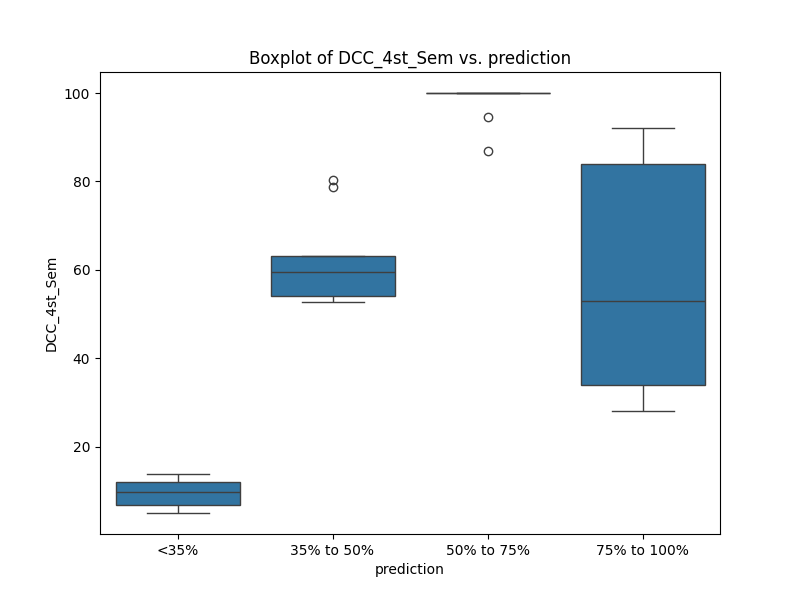 Boxplot of DCC_4st_Sem vs. prediction
100
80
60
40
20
DCC_4st_Sem
<35%
35% to 50%
50% to 75%
75% to 100%
prediction